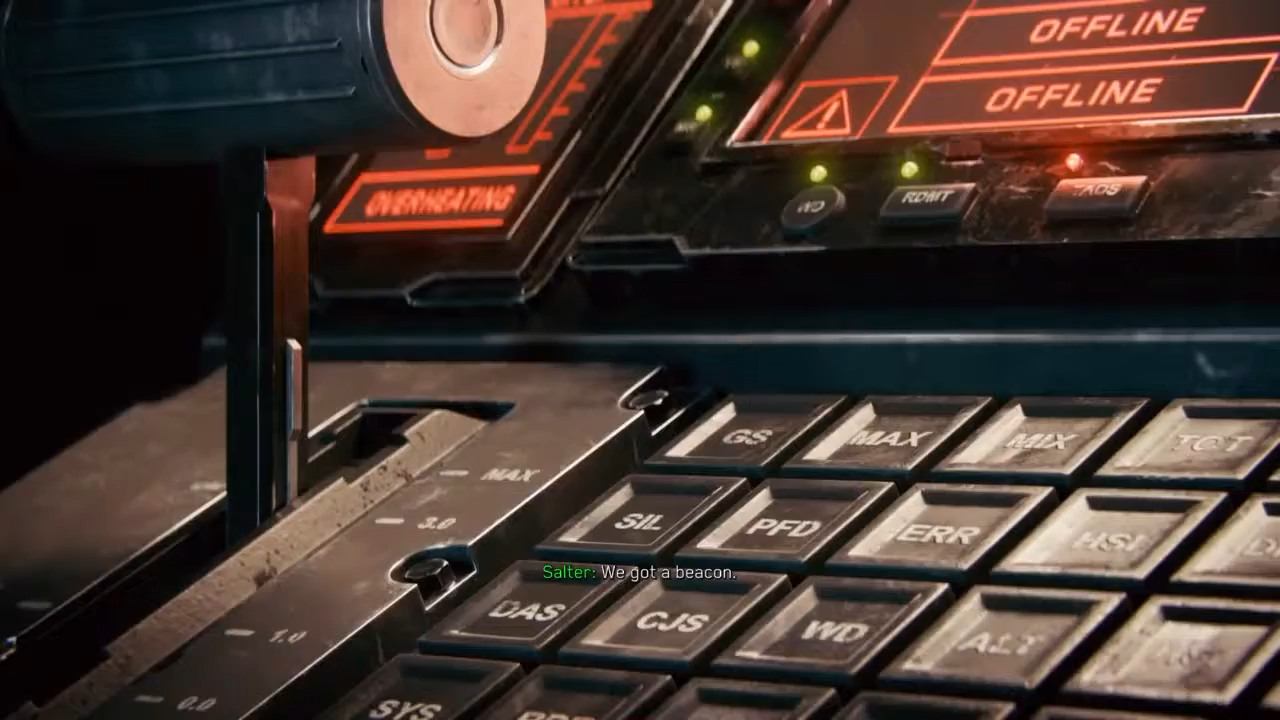 OFFLINE
OFFLINE
OVERHEATING
WD
RDMT
TADS
GS
MAX
MIX
MAX
3.0
SIL
PFD
ERR
HSI
Salter: We got a beacon.
DAS
CJS
WD
ALT
1.0
0.0
SYS